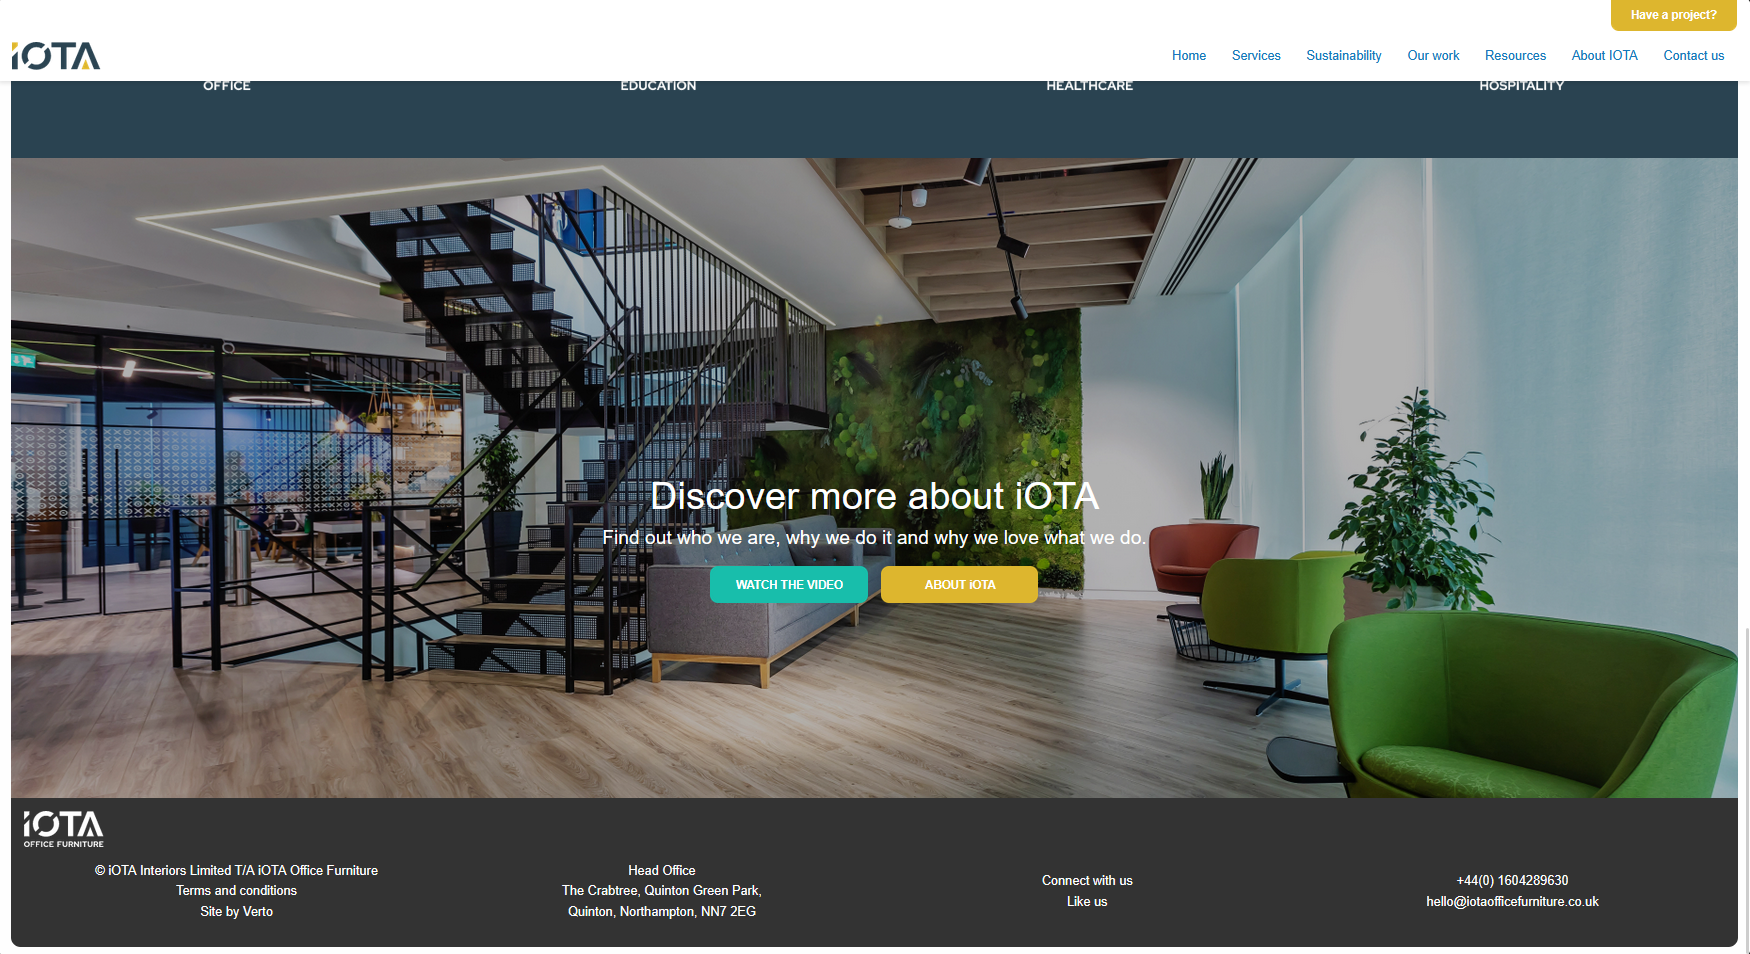 Have a project?
iOTA
Home
Services
Sustainability
Our work
Resources
About IOTA
Contact us
OFFICE
EDUCATION
HEALTHCARE
HOSPITALITY
Discover more about iOTA
Find out who we are, why we do it and why we love what we do.
WATCH THE VIDEO
ABOUT iOTA
iOTA
OFFICE FURNITURE
© iOTA Interiors Limited T/A iOTA Office Furniture
Terms and conditions
Site by Verto
Head Office
The Crabtree, Quinton Green Park,
Quinton, Northampton, NN7 2EG
Connect with us
Like us
+44(0) 1604289630
hello@iotaofficefurniture.co.uk